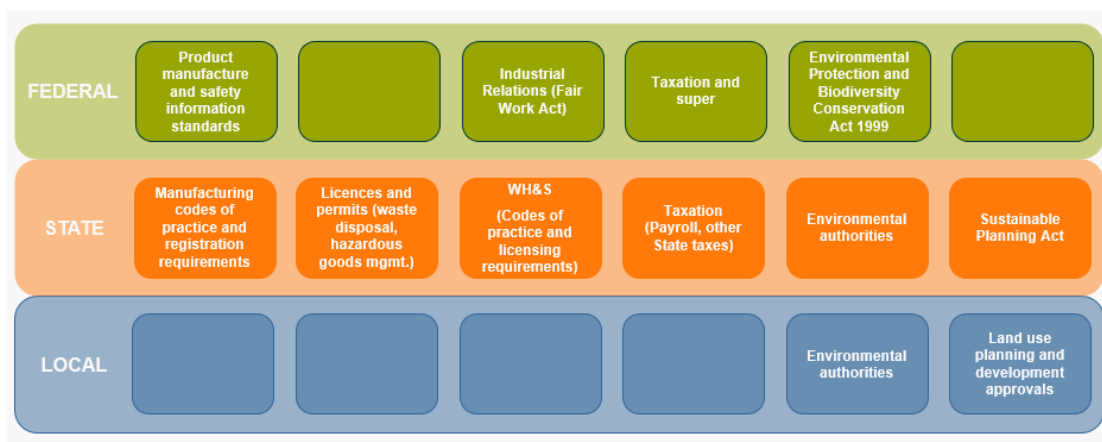 FEDERAL
Product
manufacture
and safety
information
standards
Industrial
Relations (Fair
Work Act)
Taxation and
super
Environmental
Protection and
Biodiversity
Conservation
Act 1999
STATE
Manufacturing
codes of
practice and
registration
requirements
Licences and
permits (waste
disposal,
hazardous
goods mgmt.)
WH&S
(Codes of
practice and
licensing
requirements)
Taxation
(Payroll, other
State taxes)
Environmental
authorities
Sustainable
Planning Act
LOCAL
Environmental
authorities
Land use
planning and
development
approvals